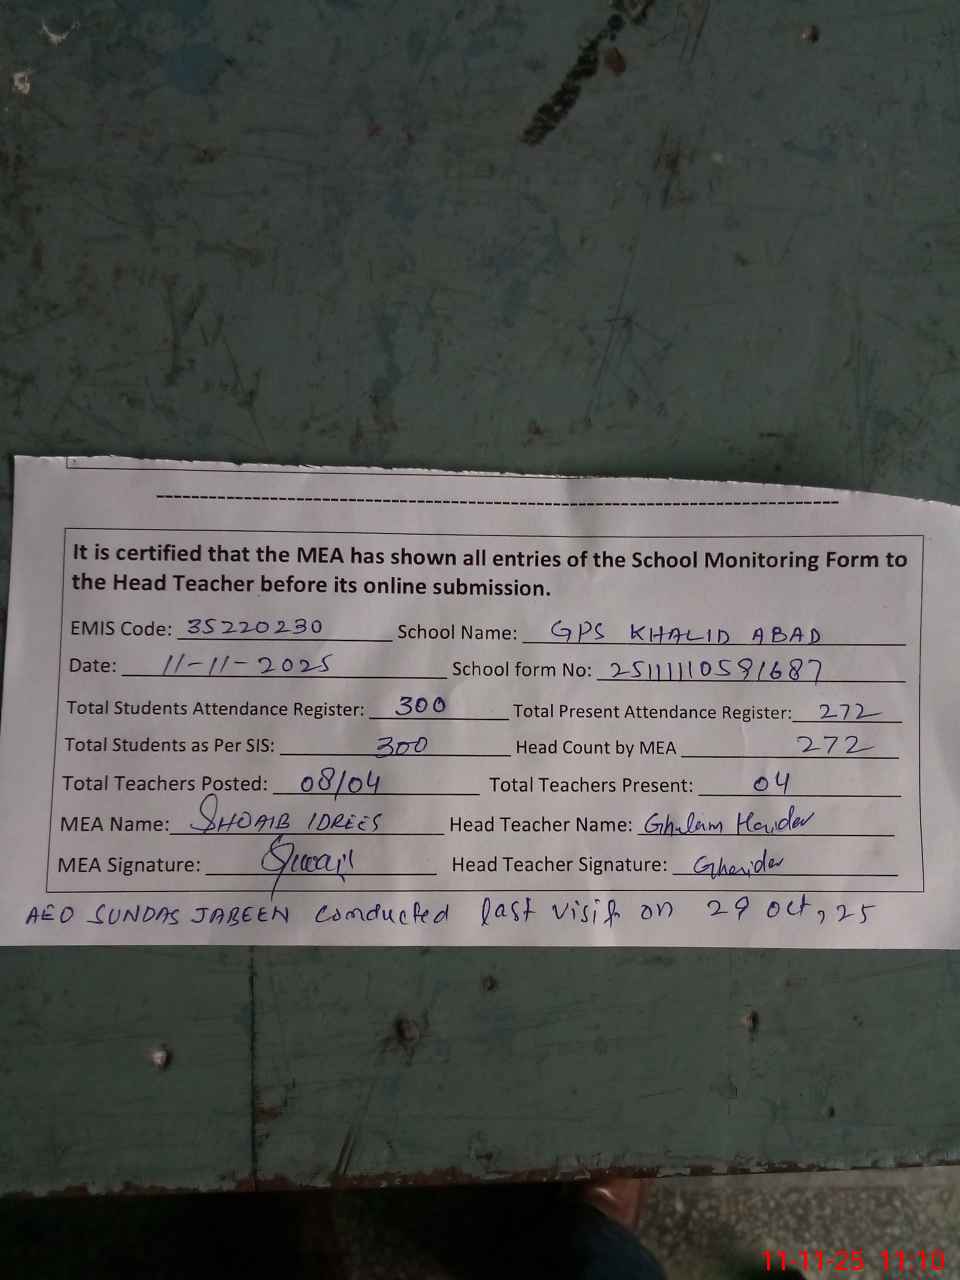 It is certified that the MEA has shown all entries of the School Monitoring Form to
the Head Teacher before its online submission.
EMIS Code: 35220230 School Name: GPS KHALID ABAD
Date: 11-11-2025 School form No: 25111110591687
Total Students Attendance Register: 300 Total Present Attendance Register: 272
Total Students as Per SIS: 300 Head Count by MEA 272
Total Teachers Posted: 08/04 Total Teachers Present: 04
MEA Name: SHOAIB IDREES Head Teacher Name: Ghulam Haider
MEA Signature: Head Teacher Signature: Ghaider
AEO SUNDAS JABEEN conducted last visit on 29 oct, 25
11-11-25 11:10